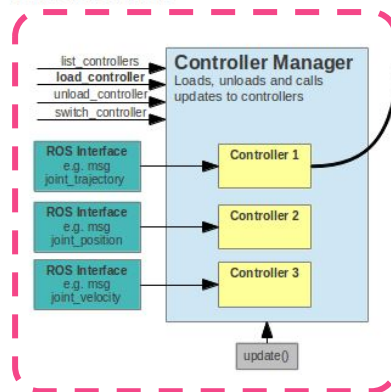 list_controllers
load_controller
unload_controller
switch_controller
Controller Manager
Loads, unloads and calls
updates to controllers
ROS Interface
e.g. msg
joint_trajectory
Controller 1
ROS Interface
e.g. msg
joint_position
Controller 2
ROS Interface
e.g. msg
joint_velocity
Controller 3
update()